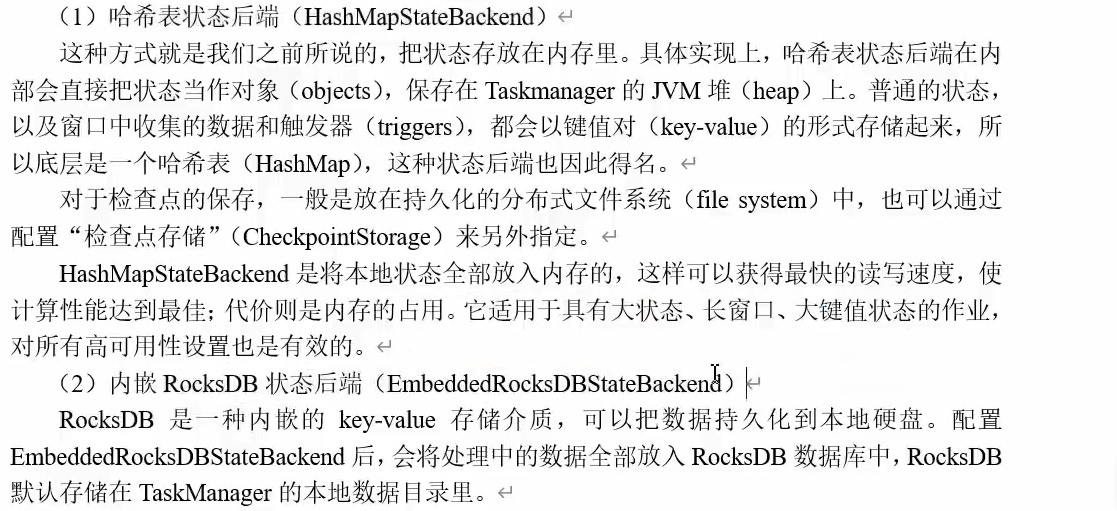 （1）哈希表状态后端（HashMapStateBackend）
这种方式就是我们之前所说的，把状态存放在内存里。具体实现上，哈希表状态后端在内
部会直接把状态当作对象（objects），保存在 Taskmanager 的 JVM 堆（heap）上。普通的状态，
以及窗口中收集的数据和触发器（triggers），都会以键值对（key-value）的形式存储起来，所
以底层是一个哈希表（HashMap），这种状态后端也因此得名。
对于检查点的保存，一般是放在持久化的分布式文件系统（file system）中，也可以通过
配置“检查点存储”（CheckpointStorage）来另外指定。
HashMapStateBackend 是将本地状态全部放入内存的，这样可以获得最快的读写速度，使
计算性能达到最佳；代价则是内存的占用。它适用于具有大状态、长窗口、大键值状态的作业，
对所有高可用性设置也是有效的。
（2）内嵌 RocksDB 状态后端（EmbeddedRocksDBStateBackend）
RocksDB 是一种内嵌的 key-value 存储介质，可以把数据持久化到本地硬盘。配置
EmbeddedRocksDBStateBackend 后，会将处理中的数据全部放入 RocksDB 数据库中，RocksDB
默认存储在 TaskManager 的本地数据目录里。